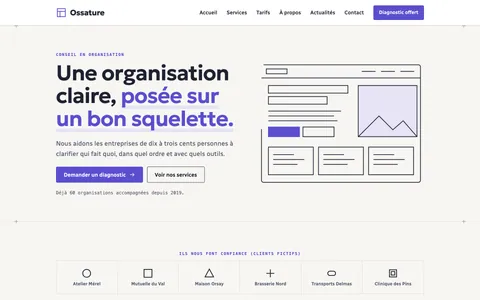 Ossature
Accueil Services Tarifs À propos Actualités Contact Diagnostic offert
CONSEIL EN ORGANISATION
Une organisation
claire, posée sur
un bon squelette.
Nous aidons les entreprises de dix à trois cents personnes à
clarifier qui fait quoi, dans quel ordre et avec quels outils.
Demander un diagnostic → Voir nos services
Déjà 60 organisations accompagnées depuis 2019.
ILS NOUS FONT CONFIANCE (CLIENTS FICTIFS)
Atelier Mérel Mutuelle du Val Maison Orsay Brasserie Nord Transports Delmas Clinique des Pins